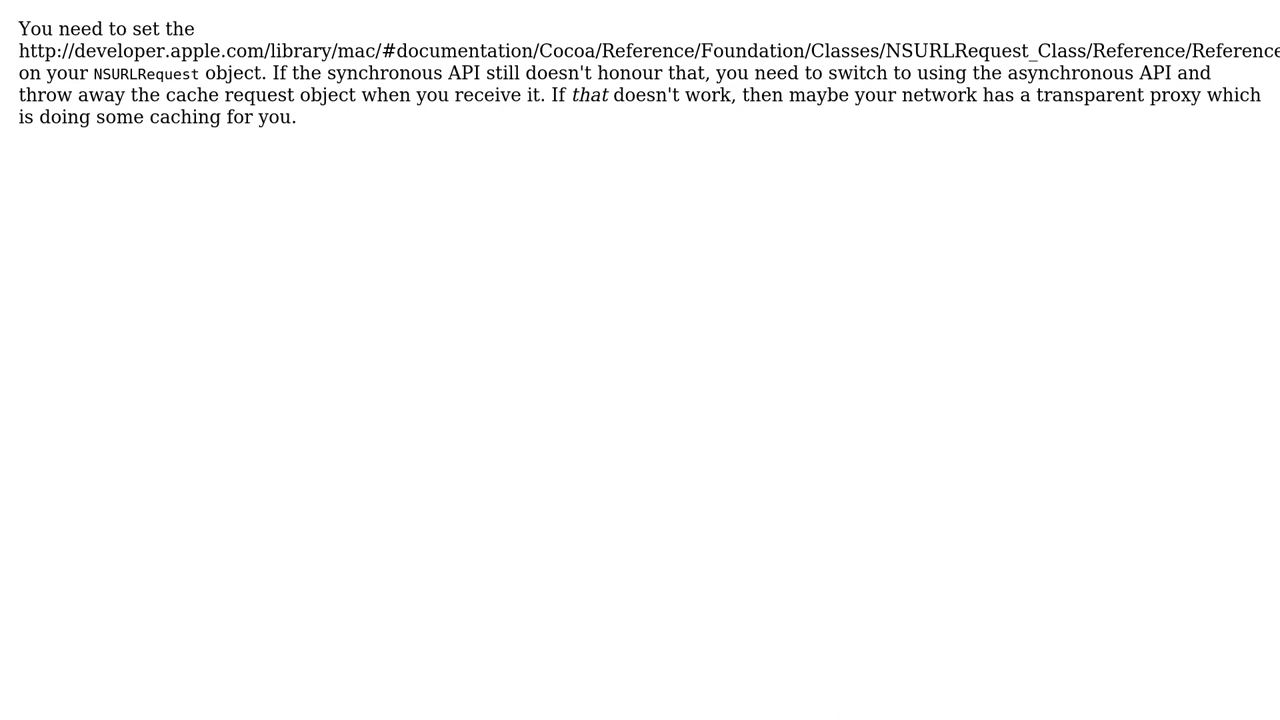 You need to set the
http://developer.apple.com/library/mac/#documentation/Cocoa/Reference/Foundation/Classes/NSURLRequest_Class/Reference/Reference
on your NSURLRequest object. If the synchronous API still doesn't honour that, you need to switch to using the asynchronous API and
throw away the cache request object when you receive it. If that doesn't work, then maybe your network has a transparent proxy which
is doing some caching for you.